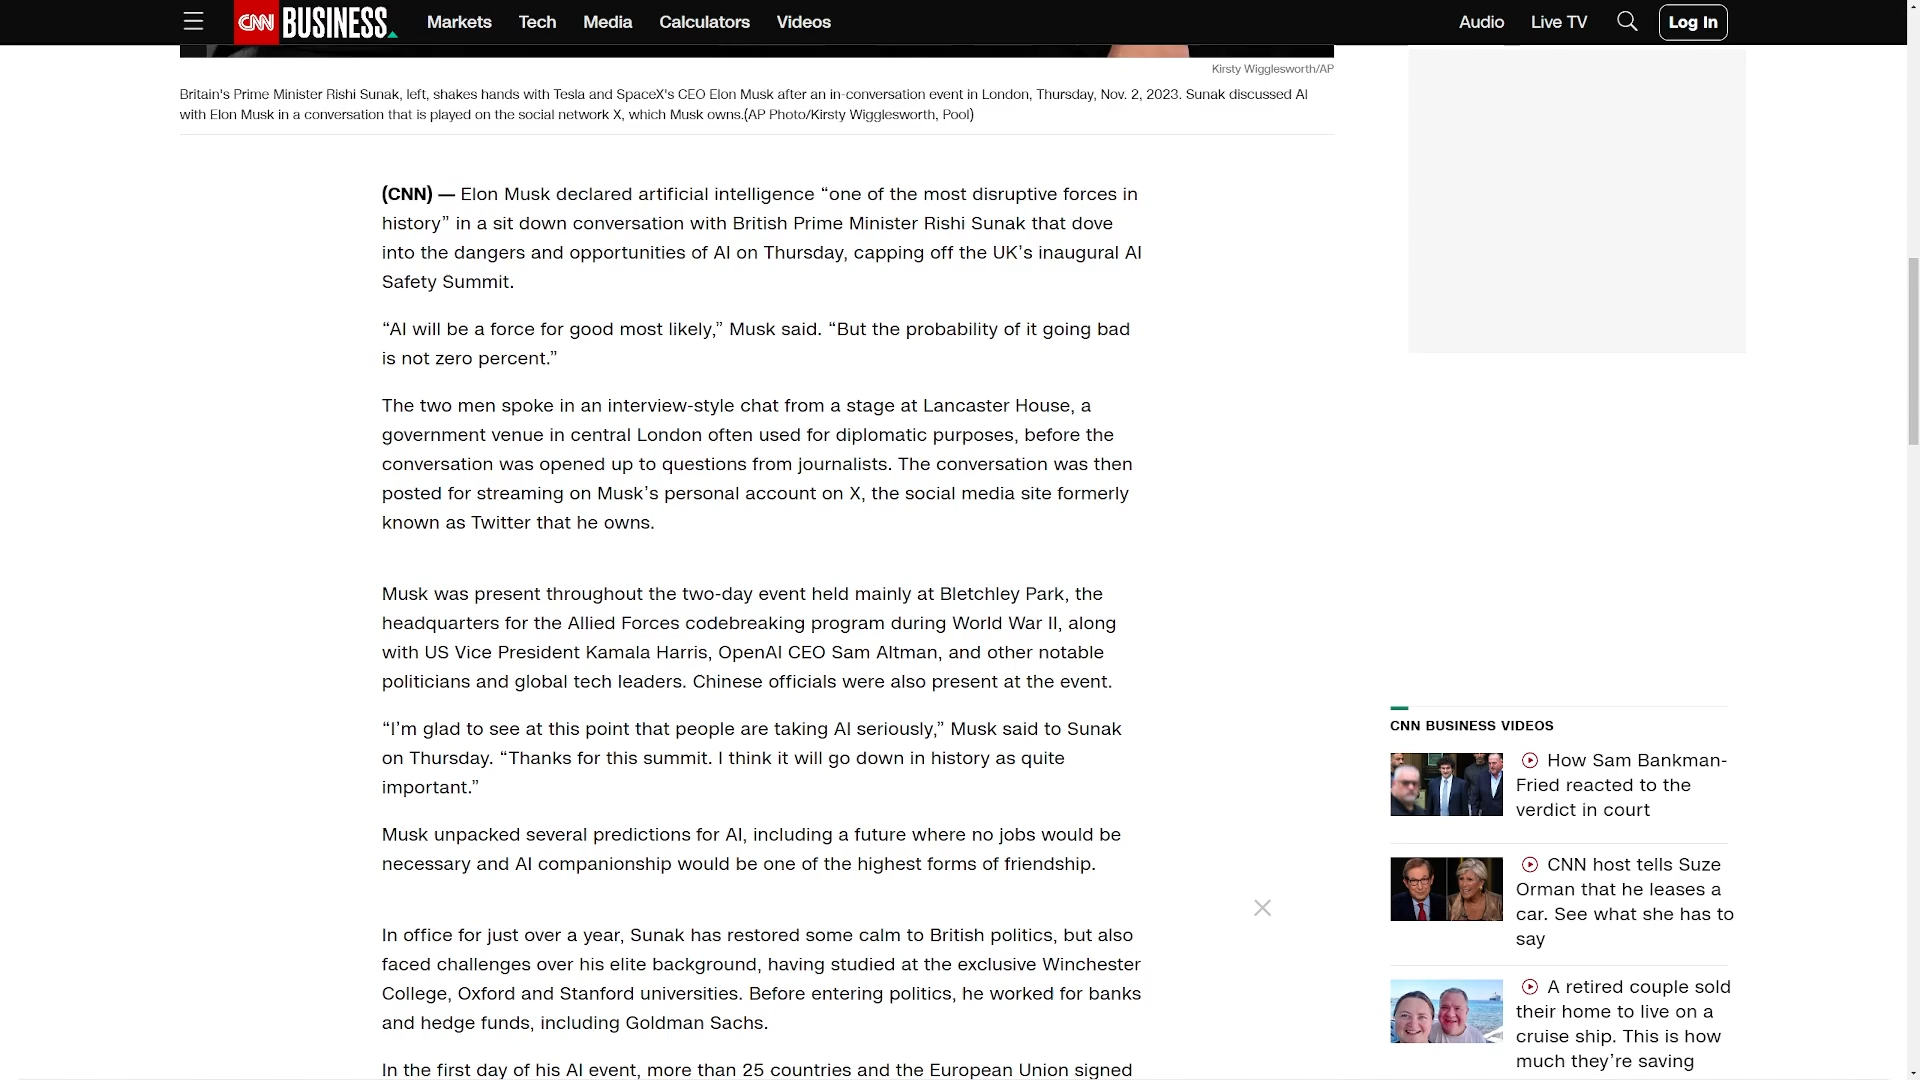 CNN BUSINESS
Markets
Tech
Media
Calculators
Videos
Audio
Live TV
Log In
Kirsty Wigglesworth/AP
Britain's Prime Minister Rishi Sunak, left, shakes hands with Tesla and SpaceX's CEO Elon Musk after an in-conversation event in London, Thursday, Nov. 2, 2023. Sunak discussed AI
with Elon Musk in a conversation that is played on the social network X, which Musk owns.(AP Photo/Kirsty Wigglesworth, Pool)
(CNN) — Elon Musk declared artificial intelligence “one of the most disruptive forces in
history” in a sit down conversation with British Prime Minister Rishi Sunak that dove
into the dangers and opportunities of AI on Thursday, capping off the UK’s inaugural AI
Safety Summit.
“AI will be a force for good most likely,” Musk said. “But the probability of it going bad
is not zero percent.”
The two men spoke in an interview-style chat from a stage at Lancaster House, a
government venue in central London often used for diplomatic purposes, before the
conversation was opened up to questions from journalists. The conversation was then
posted for streaming on Musk’s personal account on X, the social media site formerly
known as Twitter that he owns.
Musk was present throughout the two-day event held mainly at Bletchley Park, the
headquarters for the Allied Forces codebreaking program during World War II, along
with US Vice President Kamala Harris, OpenAI CEO Sam Altman, and other notable
politicians and global tech leaders. Chinese officials were also present at the event.
“I’m glad to see at this point that people are taking AI seriously,” Musk said to Sunak
on Thursday. “Thanks for this summit. I think it will go down in history as quite
important.”
Musk unpacked several predictions for AI, including a future where no jobs would be
necessary and AI companionship would be one of the highest forms of friendship.
In office for just over a year, Sunak has restored some calm to British politics, but also
faced challenges over his elite background, having studied at the exclusive Winchester
College, Oxford and Stanford universities. Before entering politics, he worked for banks
and hedge funds, including Goldman Sachs.
In the first day of his AI event, more than 25 countries and the European Union signed
CNN BUSINESS VIDEOS
How Sam Bankman-
Fried reacted to the
verdict in court
CNN host tells Suze
Orman that he leases a
car. See what she has to
say
A retired couple sold
their home to live on a
cruise ship. This is how
much they’re saving